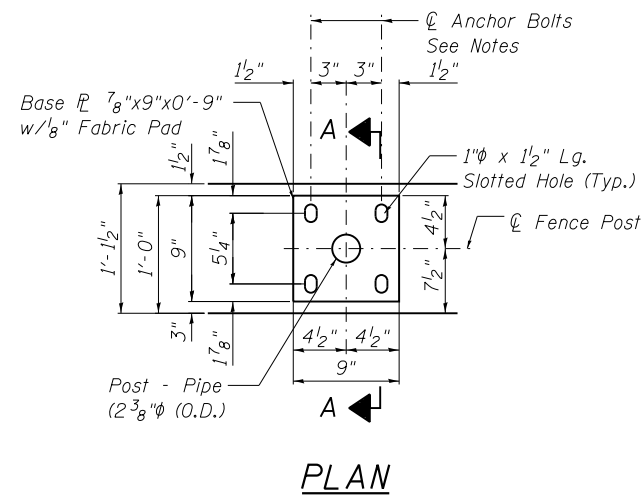 ℄ Anchor Bolts
See Notes
1½"
3"
3"
1½"
Base ℙ ⅞"x9"x0'-9"
w/⅛" Fabric Pad
A
1½"
1⅞"
1"ϕ x 1½" Lg.
Slotted Hole (Typ.)
℄ Fence Post
1'-1½"
1'-0"
9"
5¼"
4½"
7½"
3"
1⅞"
4½"
4½"
9"
Post - Pipe
(2⅜"ϕ (O.D.)
A
PLAN